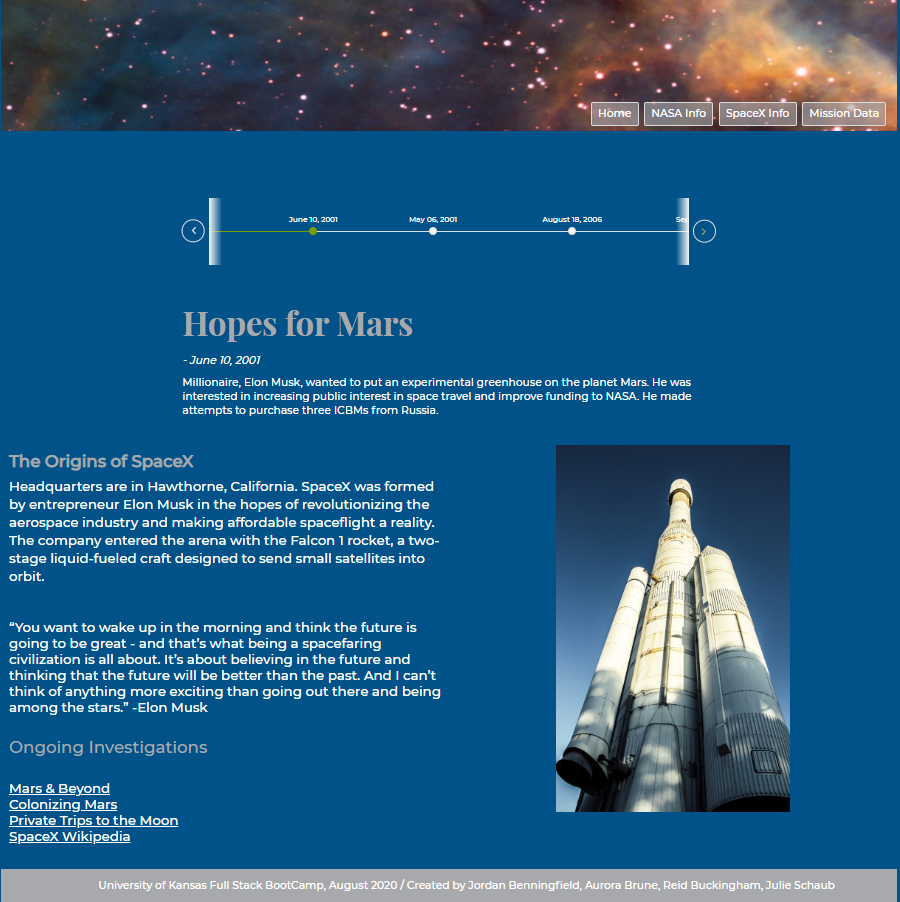 Home NASA Info SpaceX Info Mission Data
June 10, 2001 May 06, 2001 August 18, 2006
Hopes for Mars
- June 10, 2001
Millionaire, Elon Musk, wanted to put an experimental greenhouse on the planet Mars. He was
interested in increasing public interest in space travel and improve funding to NASA. He made
attempts to purchase three ICBMs from Russia.
The Origins of SpaceX
Headquarters are in Hawthorne, California. SpaceX was formed
by entrepreneur Elon Musk in the hopes of revolutionizing the
aerospace industry and making affordable spaceflight a reality.
The company entered the arena with the Falcon 1 rocket, a two-
stage liquid-fueled craft designed to send small satellites into
orbit.
“You want to wake up in the morning and think the future is
going to be great - and that’s what being a spacefaring
civilization is all about. It’s about believing in the future and
thinking that the future will be better than the past. And I can’t
think of anything more exciting than going out there and being
among the stars.” -Elon Musk
Ongoing Investigations
Mars & Beyond
Colonizing Mars
Private Trips to the Moon
SpaceX Wikipedia
University of Kansas Full Stack BootCamp, August 2020 / Created by Jordan Benningfield, Aurora Brune, Reid Buckingham, Julie Schaub